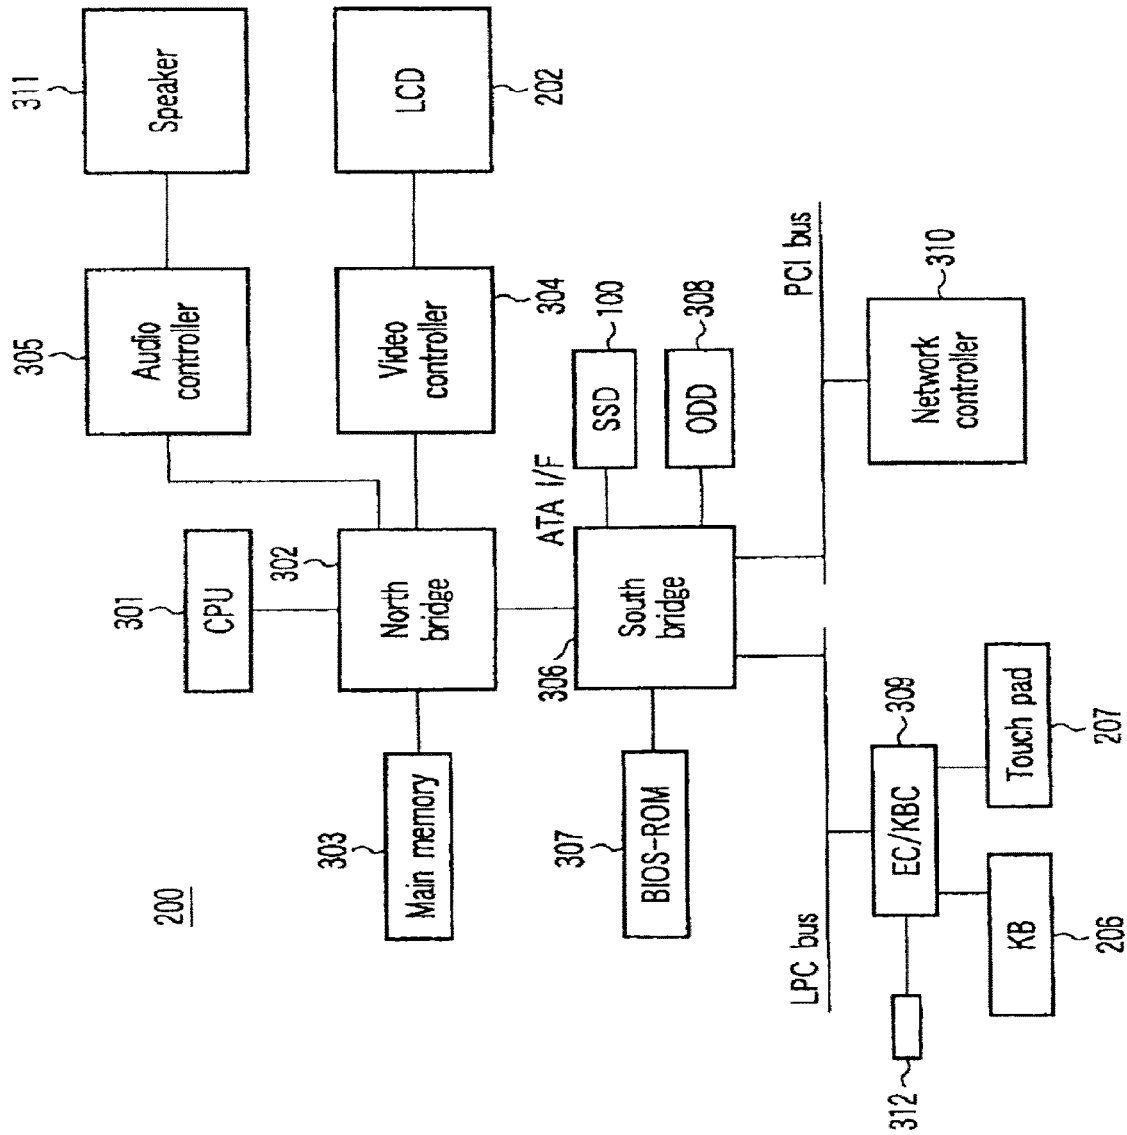 305
311
301
200
Audio
controller
Speaker
CPU
302
303
North
bridge
Video
controller
LCD
Main memory
306
ATA I/F
304
202
307
SSD
100
South
bridge
BIOS-ROM
ODD
308
LPC bus
PCI bus
312
EC/KBC
309
Network
controller
310
KB
Touch pad
206
207